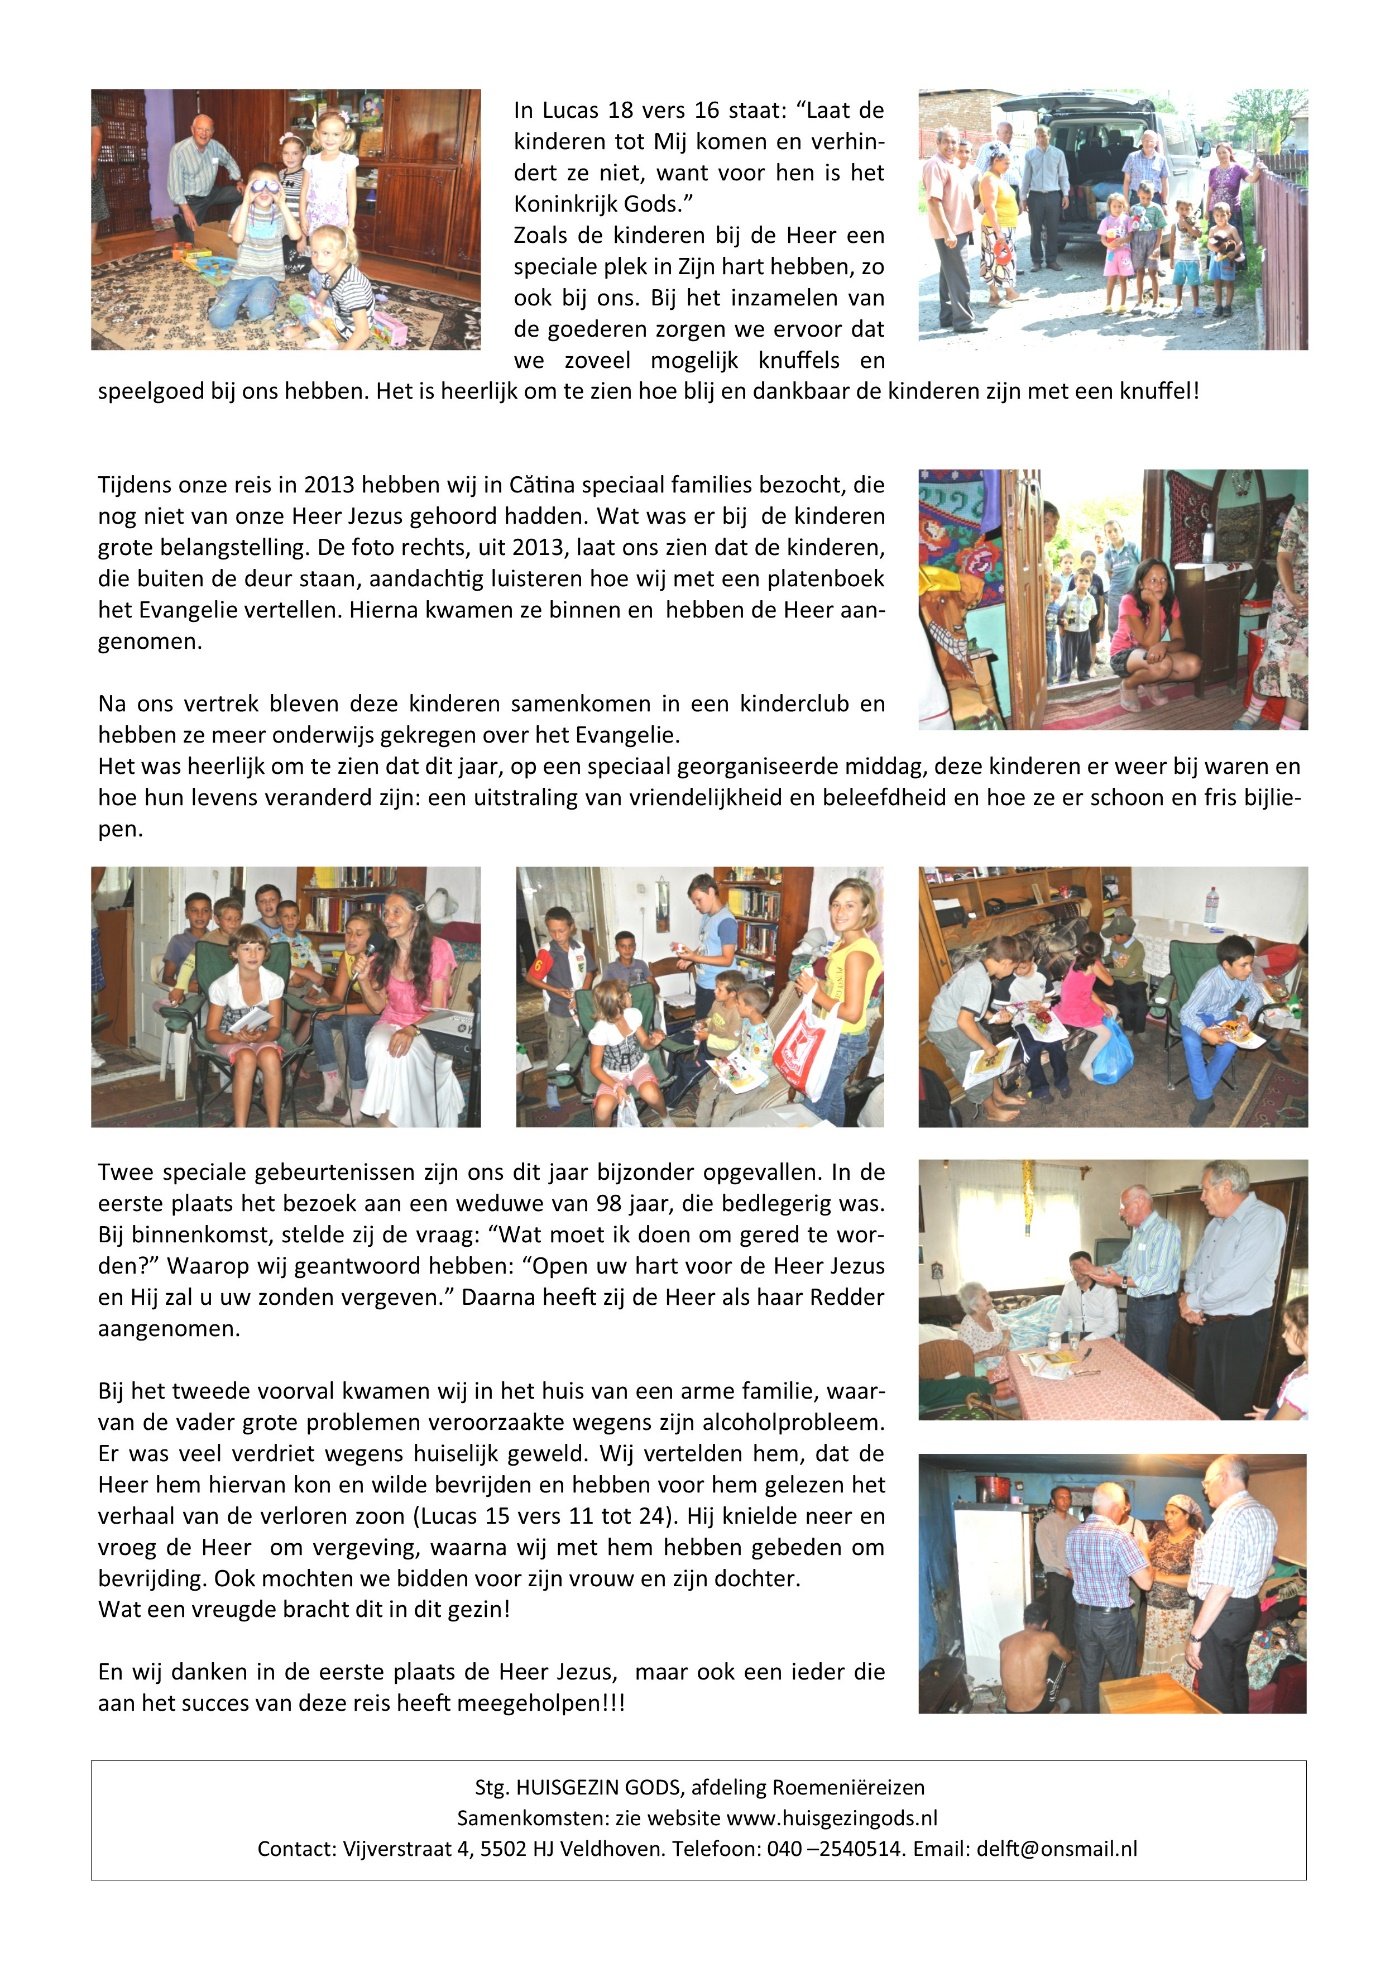 In Lucas 18 vers 16 staat: “Laat de
kinderen tot Mij komen en verhin-
dert ze niet, want voor hen is het
Koninkrijk Gods.”
Zoals de kinderen bij de Heer een
speciale plek in Zijn hart hebben, zo
ook bij ons. Bij het inzamelen van
de goederen zorgen we ervoor dat
we zoveel mogelijk knuffels en
speelgoed bij ons hebben. Het is heerlijk om te zien hoe blij en dankbaar de kinderen zijn met een knuffel!
Tijdens onze reis in 2013 hebben wij in Cătina speciaal families bezocht, die
nog niet van onze Heer Jezus gehoord hadden. Wat was er bij de kinderen
grote belangstelling. De foto rechts, uit 2013, laat ons zien dat de kinderen,
die buiten de deur staan, aandachtig luisteren hoe wij met een platenboek
het Evangelie vertellen. Hierna kwamen ze binnen en hebben de Heer aan-
genomen.
Na ons vertrek bleven deze kinderen samenkomen in een kinderclub en
hebben ze meer onderwijs gekregen over het Evangelie.
Het was heerlijk om te zien dat dit jaar, op een speciaal georganiseerde middag, deze kinderen er weer bij waren en
hoe hun levens veranderd zijn: een uitstraling van vriendelijkheid en beleefdheid en hoe ze er schoon en fris bijlie-
pen.
Twee speciale gebeurtenissen zijn ons dit jaar bijzonder opgevallen. In de
eerste plaats het bezoek aan een weduwe van 98 jaar, die bedlegerig was.
Bij binnenkomst, stelde zij de vraag: “Wat moet ik doen om gered te wor-
den?” Waarop wij geantwoord hebben: “Open uw hart voor de Heer Jezus
en Hij zal u uw zonden vergeven.” Daarna heeft zij de Heer als haar Redder
aangenomen.
Bij het tweede voorval kwamen wij in het huis van een arme familie, waar-
van de vader grote problemen veroorzaakte wegens zijn alcoholprobleem.
Er was veel verdriet wegens huiselijk geweld. Wij vertelden hem, dat de
Heer hem hiervan kon en wilde bevrijden en hebben voor hem gelezen het
verhaal van de verloren zoon (Lucas 15 vers 11 tot 24). Hij knielde neer en
vroeg de Heer om vergeving, waarna wij met hem hebben gebeden om
bevrijding. Ook mochten we bidden voor zijn vrouw en zijn dochter.
Wat een vreugde bracht dit in dit gezin!
En wij danken in de eerste plaats de Heer Jezus, maar ook een ieder die
aan het succes van deze reis heeft meegeholpen!!!
Stg. HUISGEZIN GODS, afdeling Roemeniëreizen
Samenkomsten: zie website www.huisgezingods.nl
Contact: Vijverstraat 4, 5502 HJ Veldhoven. Telefoon: 040 –2540514. Email: delft@onsmail.nl